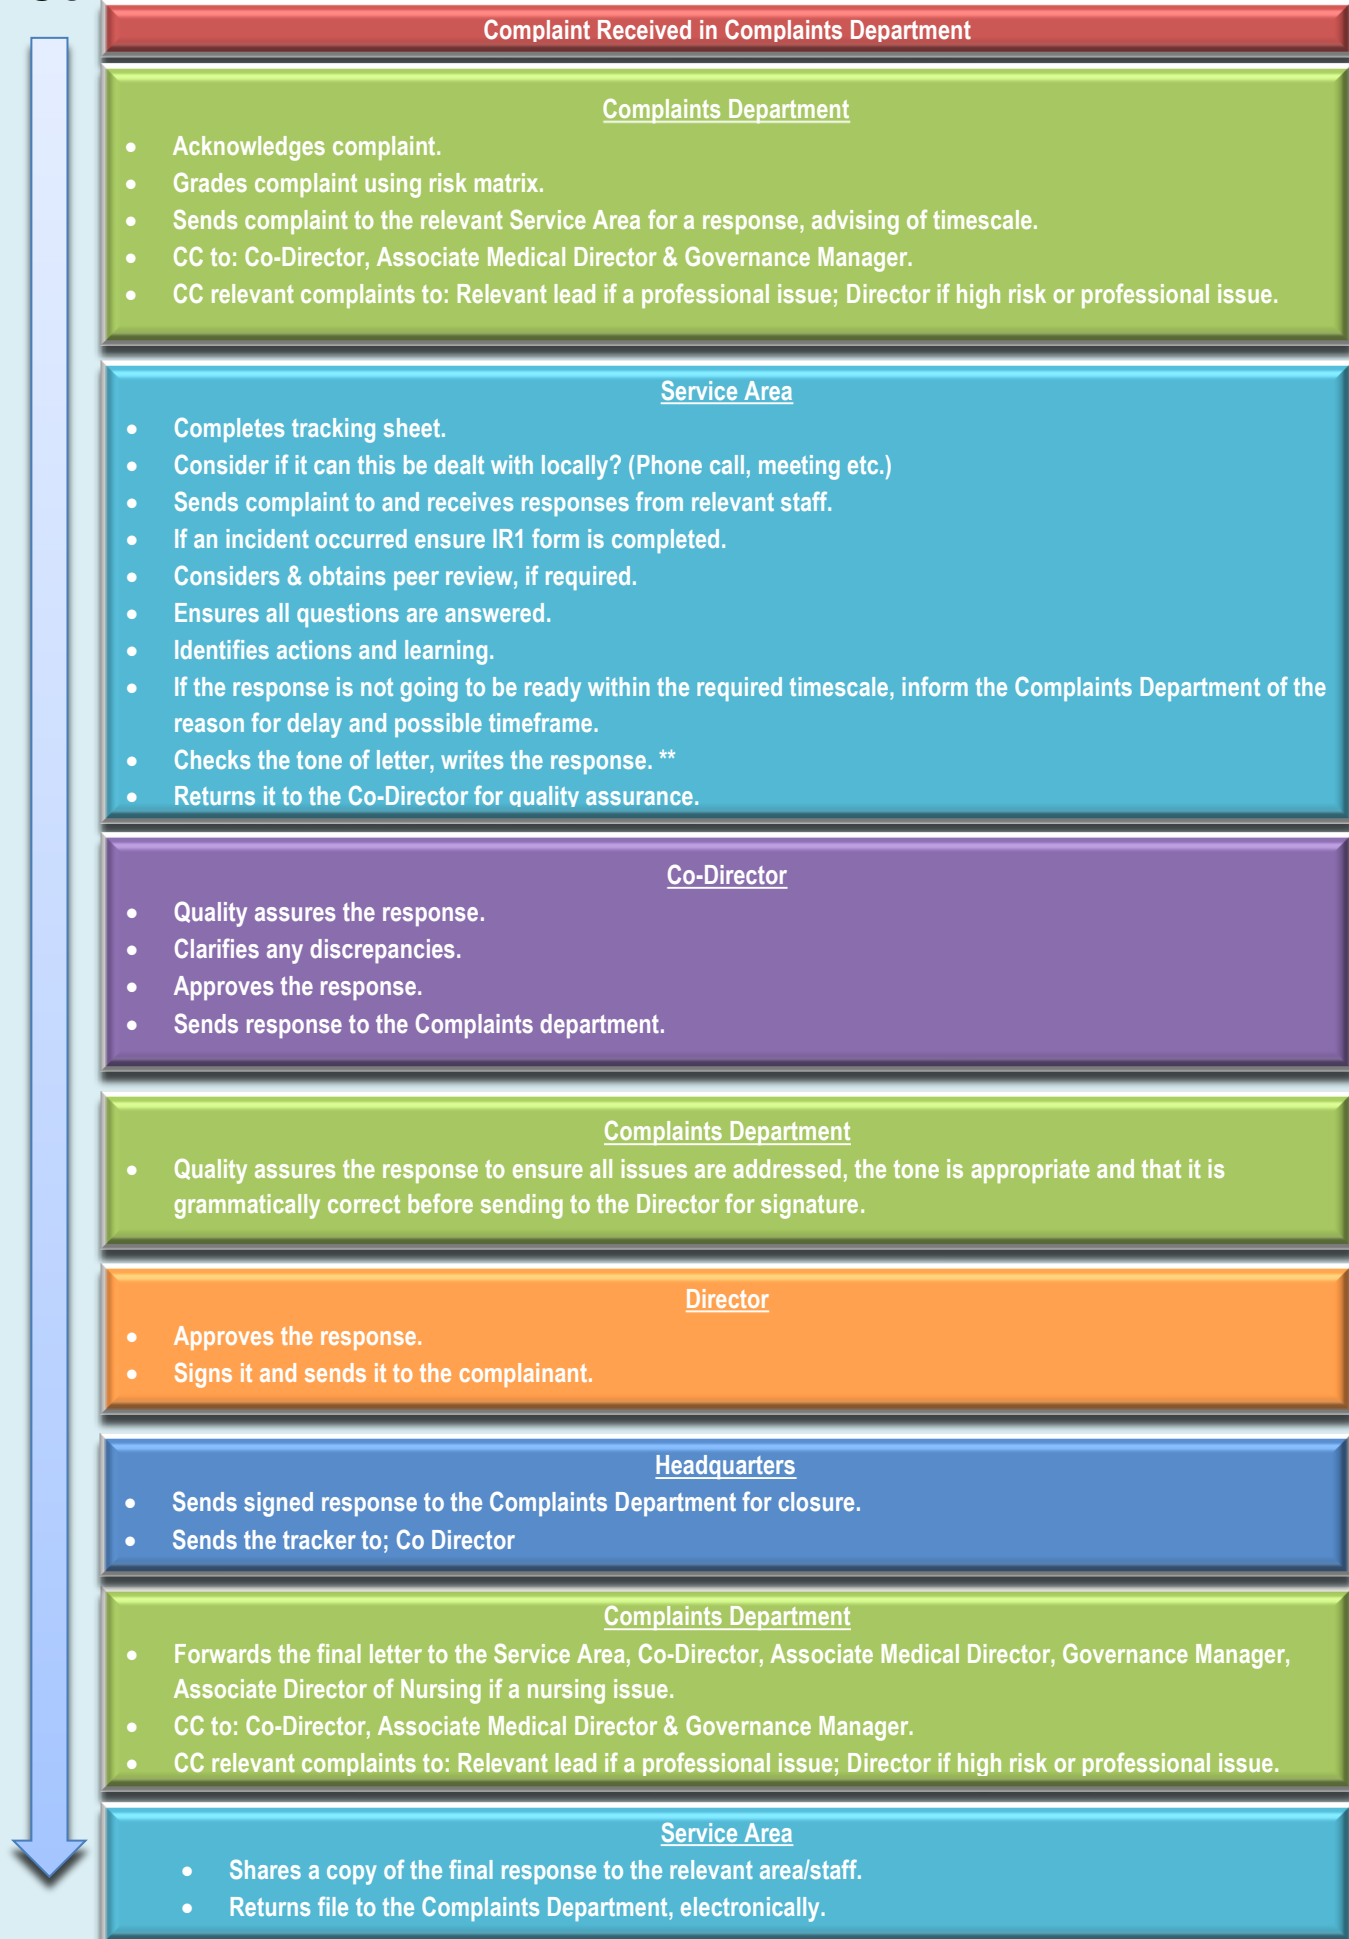 Complaint Received in Complaints Department
Complaints Department
• Acknowledges complaint.
• Grades complaint using risk matrix.
• Sends complaint to the relevant Service Area for a response, advising of timescale.
• CC to: Co-Director, Associate Medical Director & Governance Manager.
• CC relevant complaints to: Relevant lead if a professional issue; Director if high risk or professional issue.
Service Area
• Completes tracking sheet.
• Consider if it can this be dealt with locally? (Phone call, meeting etc.)
• Sends complaint to and receives responses from relevant staff.
• If an incident occurred ensure IR1 form is completed.
• Considers & obtains peer review, if required.
• Ensures all questions are answered.
• Identifies actions and learning.
• If the response is not going to be ready within the required timescale, inform the Complaints Department of the
reason for delay and possible timeframe.
• Checks the tone of letter, writes the response. **
• Returns it to the Co-Director for quality assurance.
Co-Director
• Quality assures the response.
• Clarifies any discrepancies.
• Approves the response.
• Sends response to the Complaints department.
Complaints Department
• Quality assures the response to ensure all issues are addressed, the tone is appropriate and that it is
grammatically correct before sending to the Director for signature.
Director
• Approves the response.
• Signs it and sends it to the complainant.
Headquarters
• Sends signed response to the Complaints Department for closure.
• Sends the tracker to; Co Director
Complaints Department
• Forwards the final letter to the Service Area, Co-Director, Associate Medical Director, Governance Manager,
Associate Director of Nursing if a nursing issue.
• CC to: Co-Director, Associate Medical Director & Governance Manager.
• CC relevant complaints to: Relevant lead if a professional issue; Director if high risk or professional issue.
Service Area
• Shares a copy of the final response to the relevant area/staff.
• Returns file to the Complaints Department, electronically.